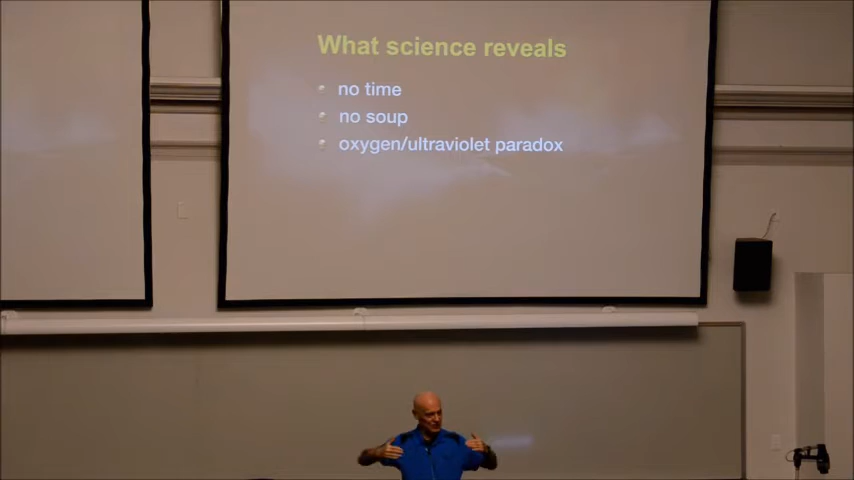 What science reveals
no time
no soup
oxygen/ultraviolet paradox